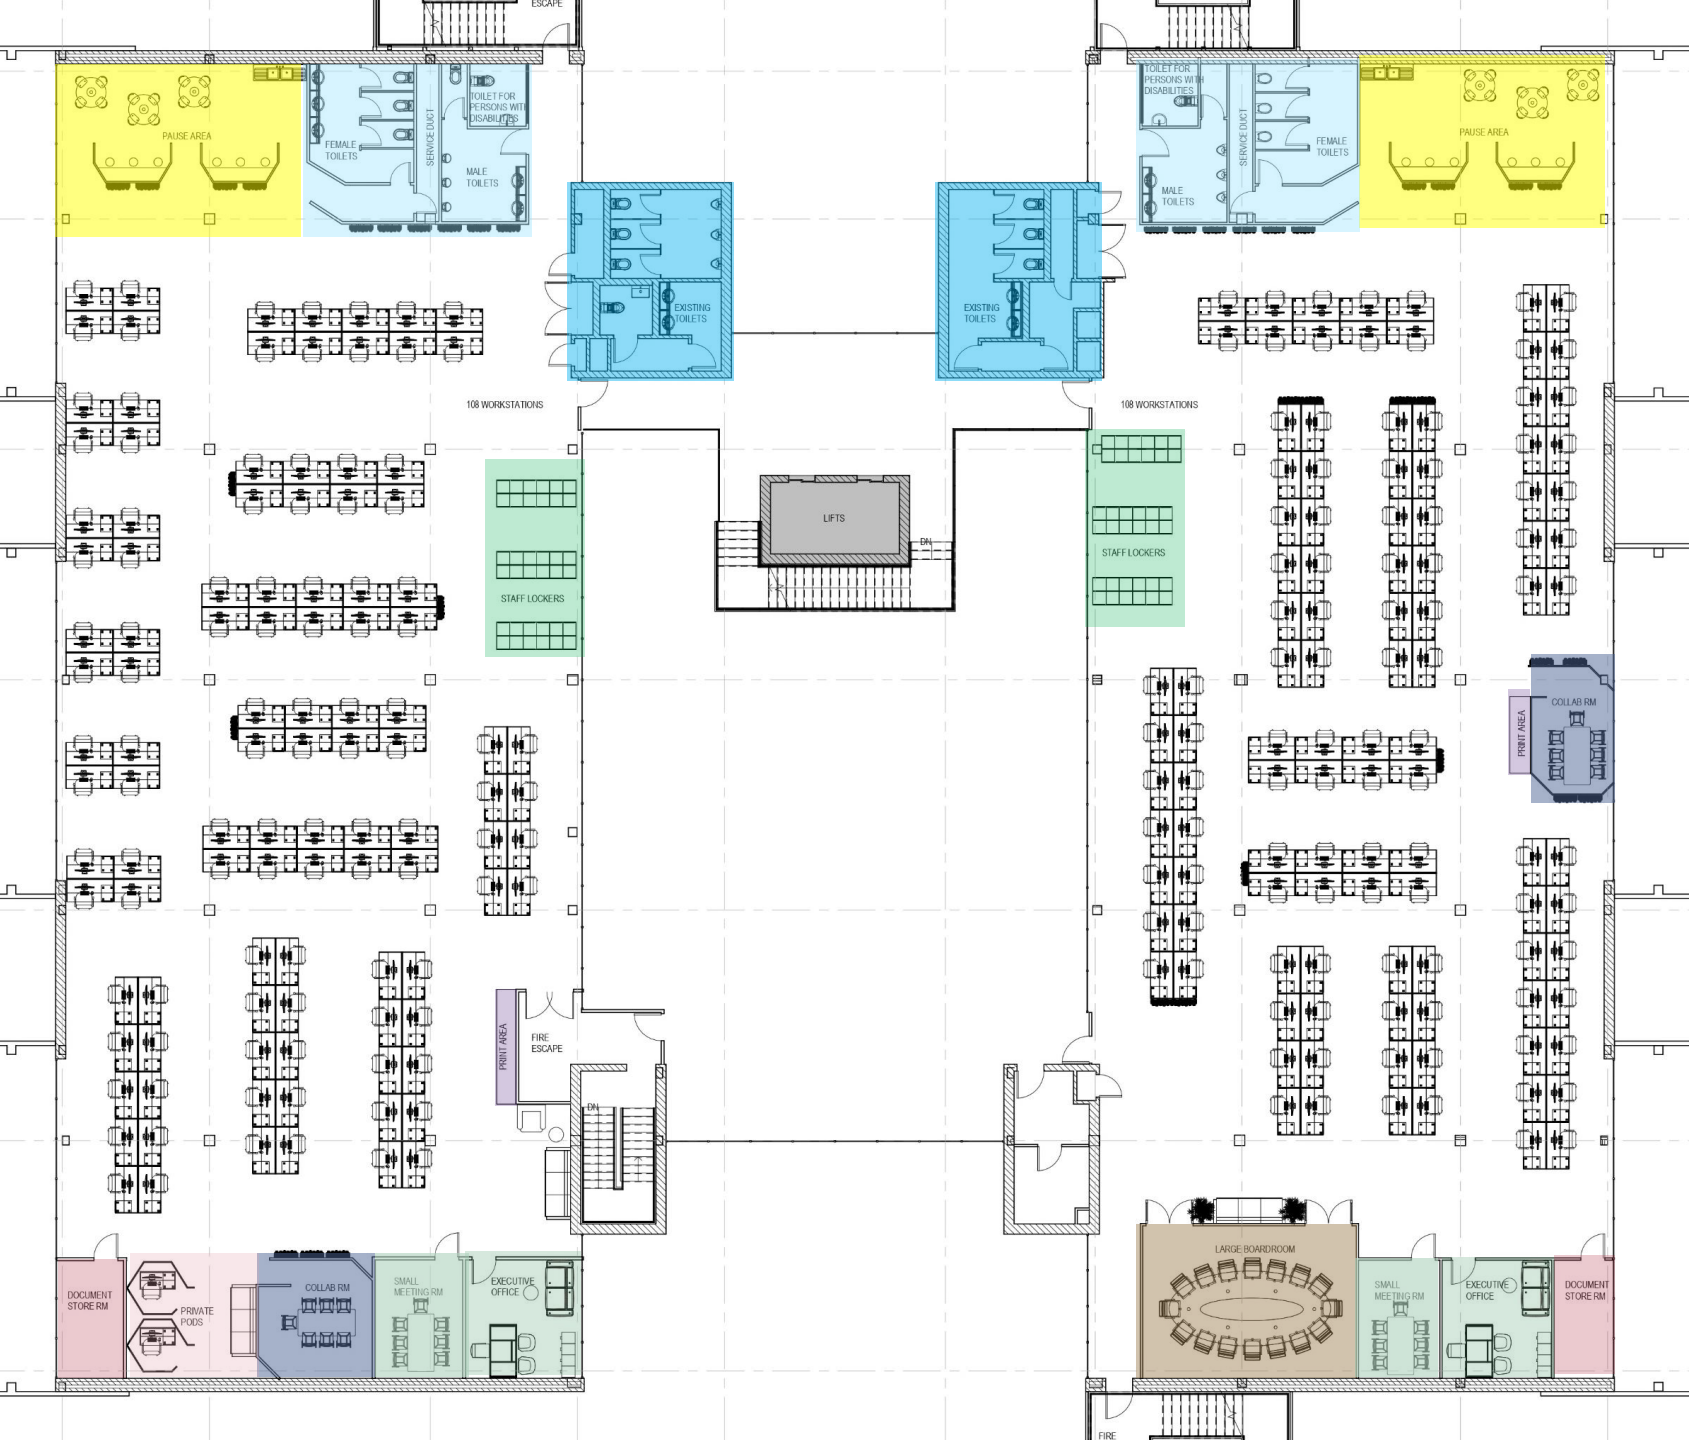 ESCAPE
PAUSE AREA
FEMALE
TOILETS
SERVICE DUCT
TOILET FOR
PERSONS WITH
DISABILITIES
MALE
TOILETS
TOILET FOR
PERSONS WITH
DISABILITIES
MALE
TOILETS
SERVICE DUCT
FEMALE
TOILETS
PAUSE AREA
EXISTING
TOILETS
EXISTING
TOILETS
108 WORKSTATIONS
108 WORKSTATIONS
LIFTS
DN
STAFF LOCKERS
STAFF LOCKERS
COLLAB RM
PRINT AREA
PRINT AREA
FIRE
ESCAPE
DN
DOCUMENT
STORE RM
PRIVATE
PODS
COLLAB RM
SMALL
MEETING RM
EXECUTIVE
OFFICE
LARGE BOARDROOM
SMALL
MEETING RM
EXECUTIVE
OFFICE
DOCUMENT
STORE RM
FIRE